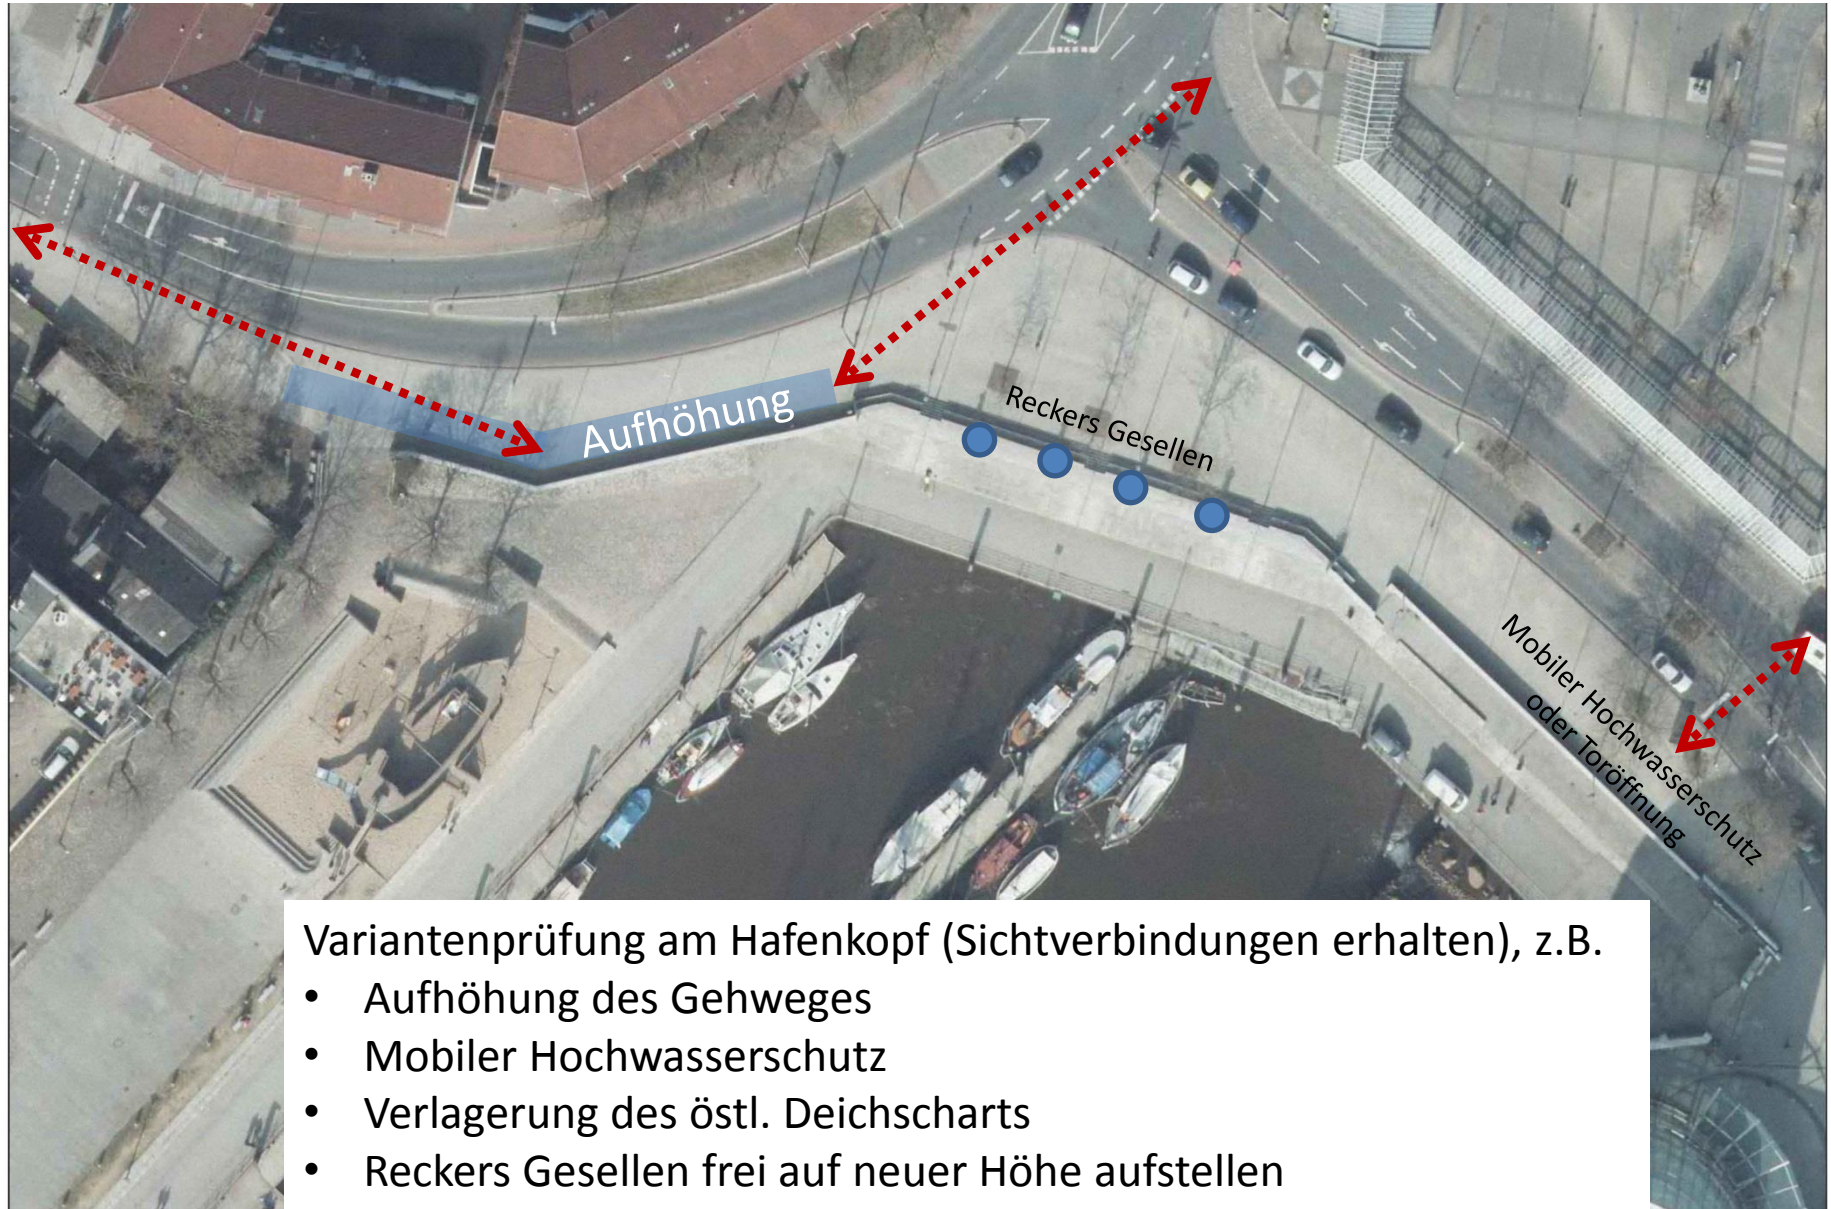 Aufhöhung
Reckers Gesellen
Mobiler Hochwasserschutz
oder Toröffnung
Variantenprüfung am Hafenkopf (Sichtverbindungen erhalten), z.B.
• Aufhöhung des Gehweges
• Mobiler Hochwasserschutz
• Verlagerung des östl. Deichscharts
• Reckers Gesellen frei auf neuer Höhe aufstellen